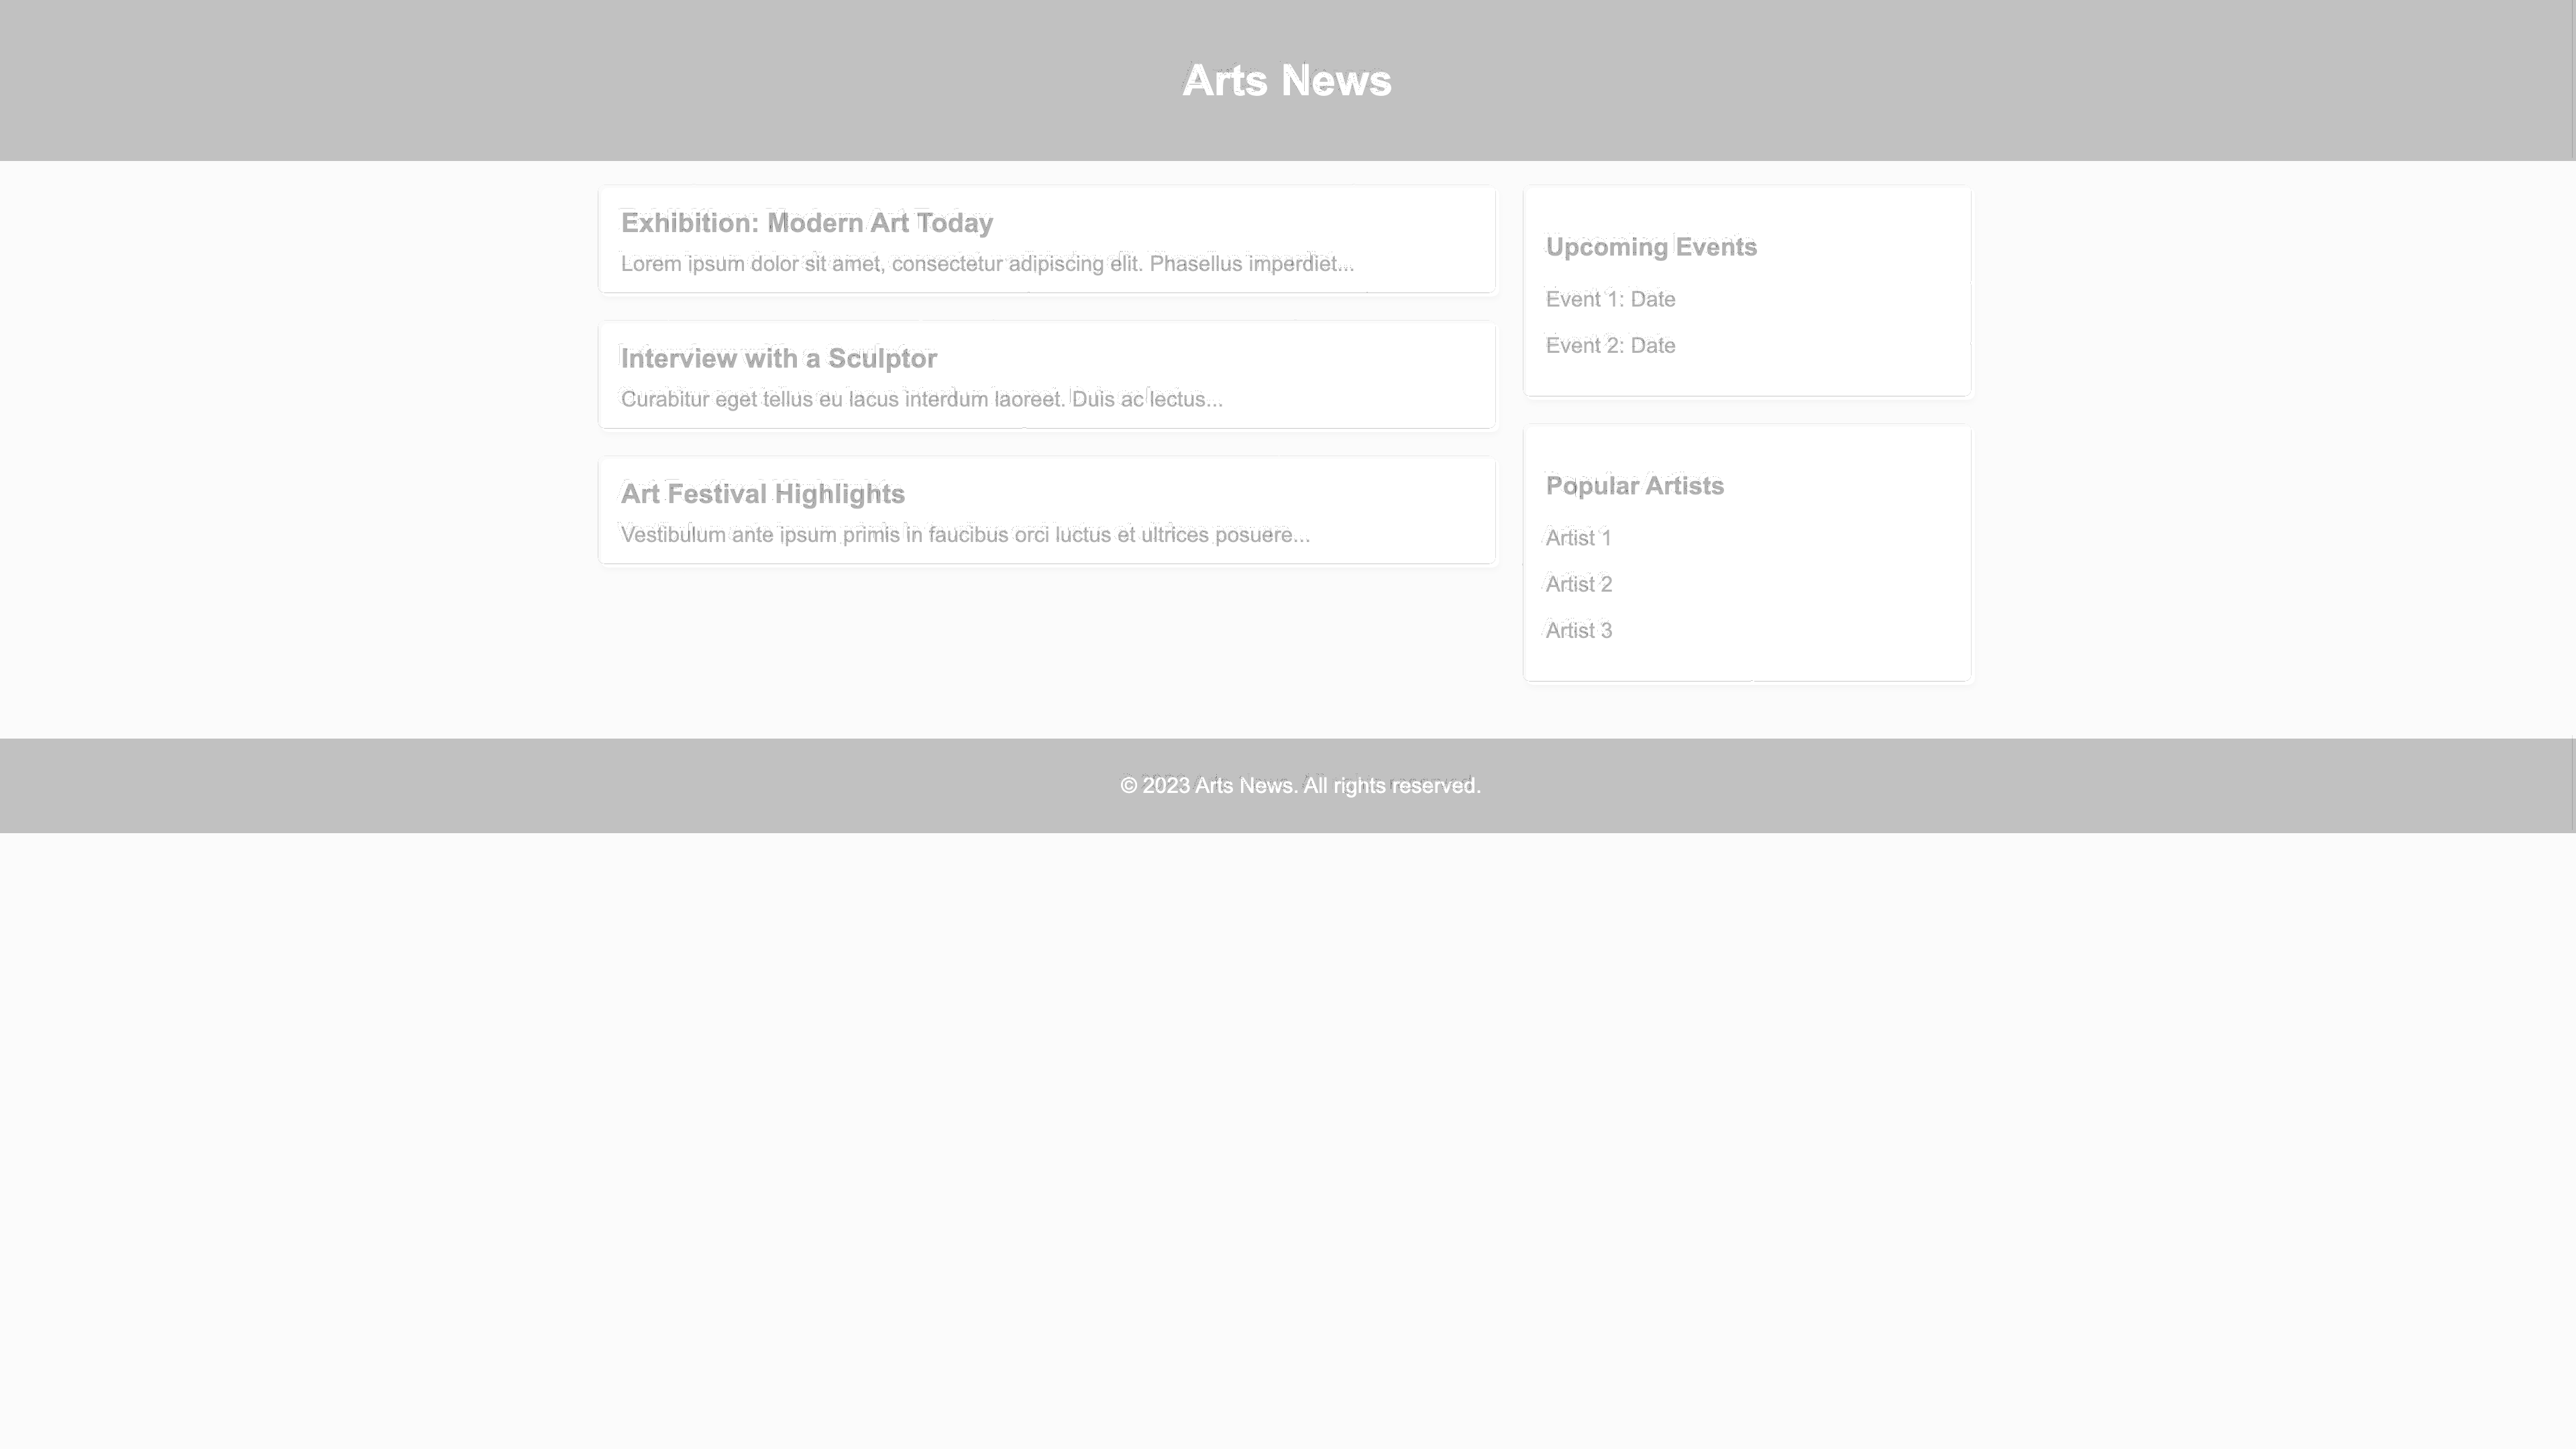 Arts News
Exhibition: Modern Art Today
Lorem ipsum dolor sit amet, consectetur adipiscing elit. Phasellus imperdiet...
Interview with a Sculptor
Curabitur eget tellus eu lacus interdum laoreet. Duis ac lectus...
Art Festival Highlights
Vestibulum ante ipsum primis in faucibus orci luctus et ultrices posuere...
Upcoming Events
Event 1: Date
Event 2: Date
Popular Artists
Artist 1
Artist 2
Artist 3
© 2023 Arts News. All rights reserved.